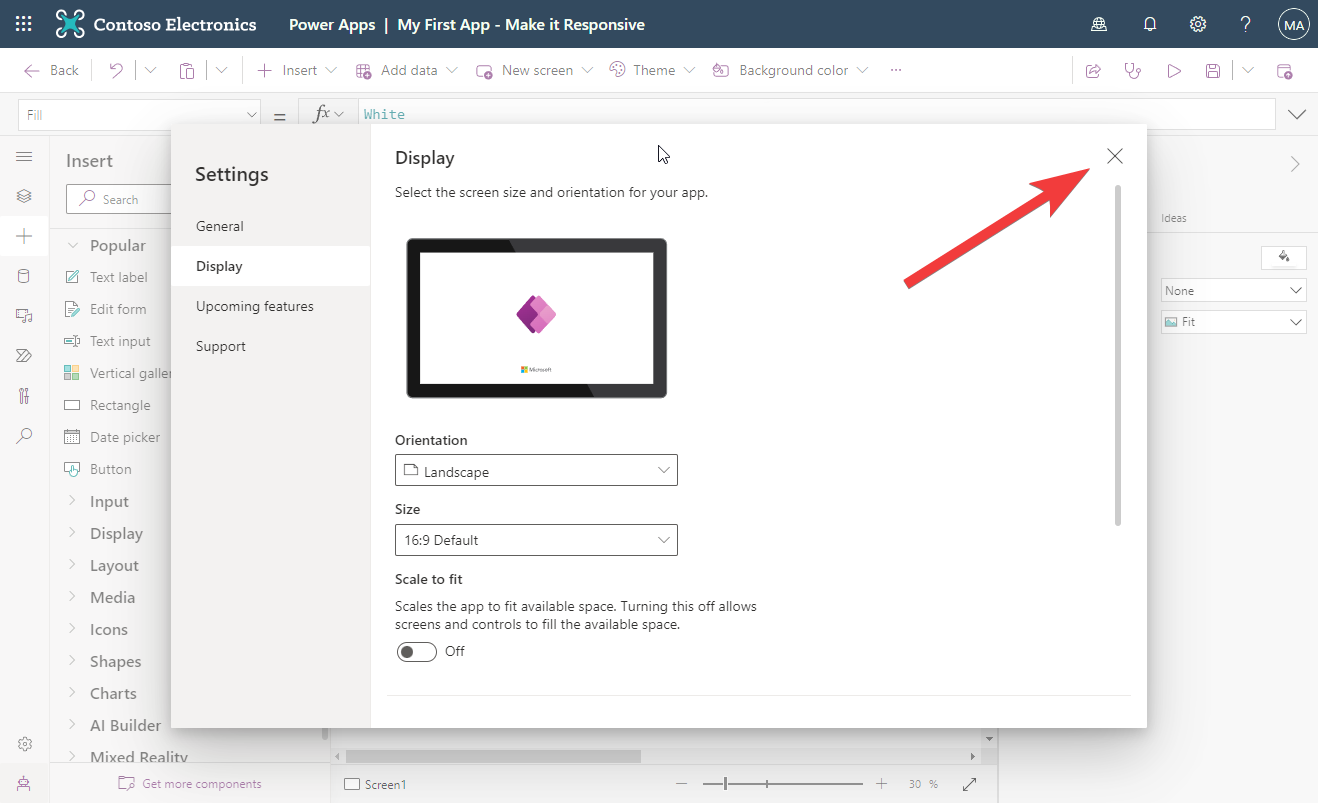 Contoso Electronics
Power Apps | My First App - Make it Responsive
?
MA
Back
Insert
Add data
New screen
Theme
Background color
...
Fill
=
fx
White
Insert
Search
Popular
Text label
Edit form
Text input
Vertical galler
Rectangle
Date picker
Button
Input
Display
Layout
Media
Icons
Shapes
Charts
AI Builder
Mixed Reality
Get more components
Settings
General
Display
Upcoming features
Support
Display
Select the screen size and orientation for your app.
Microsoft
Orientation
Landscape
Size
16:9 Default
Scale to fit
Scales the app to fit available space. Turning this off allows
screens and controls to fill the available space.
Off
Ideas
None
Fit
Screen1
30 %